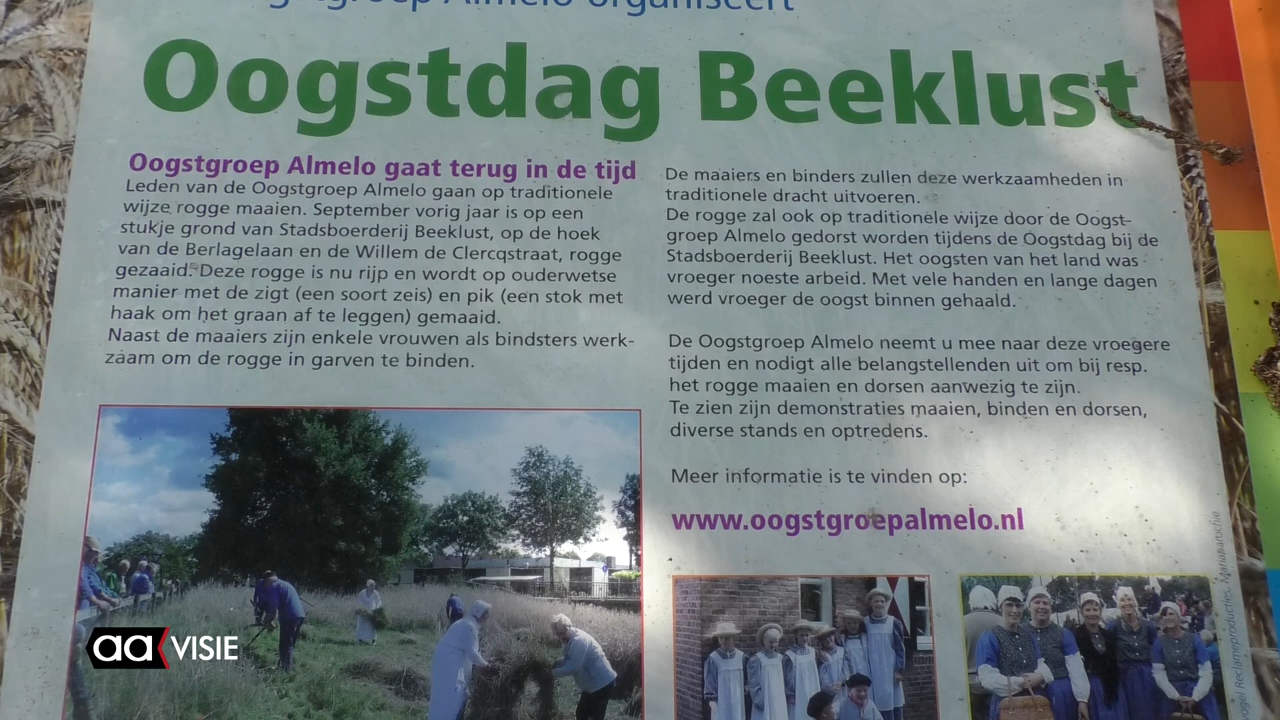 Oogstgroep Almelo organiseert
Oogstdag Beeklust
Oogstgroep Almelo gaat terug in de tijd
Leden van de Oogstgroep Almelo gaan op traditionele
wijze rogge maaien. September vorig jaar is op een
stukje grond van Stadsboerderij Beeklust, op de hoek
van de Berlagelaan en de Willem de Clercqstraat, rogge
gezaaid. Deze rogge is nu rijp en wordt op ouderwetse
manier met de zigt (een soort zeis) en pik (een stok met
haak om het graan af te leggen) gemaaid.
Naast de maaiers zijn enkele vrouwen als bindsters werk-
zaam om de rogge in garven te binden.
De maaiers en binders zullen deze werkzaamheden in
traditionele dracht uitvoeren.
De rogge zal ook op traditionele wijze door de Oogst-
groep Almelo gedorst worden tijdens de Oogstdag bij de
Stadsboerderij Beeklust. Het oogsten van het land was
vroeger noeste arbeid. Met vele handen en lange dagen
werd vroeger de oogst binnen gehaald.
De Oogstgroep Almelo neemt u mee naar deze vroegere
tijden en nodigt alle belangstellenden uit om bij resp.
het rogge maaien en dorsen aanwezig te zijn.
Te zien zijn demonstraties maaien, binden en dorsen,
diverse stands en optredens.
Meer informatie is te vinden op:
www.oogstgroepalmelo.nl
Reclameproducties,
aa VISIE